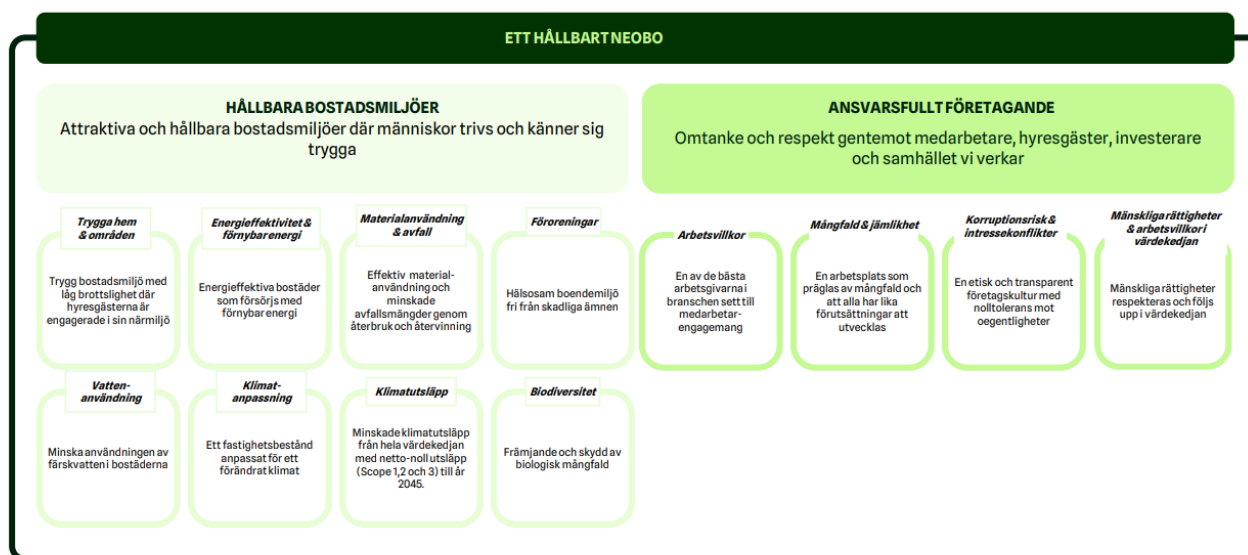 ETT HÅLLBART NEOBO
HÅLLBARA BOSTADSMILJÖER
Attraktiva och hållbara bostadsmiljöer där människor trivs och känner sig
trygga
ANSVARSFULLT FÖRETAGANDE
Omtanke och respekt gentemot medarbetare, hyresgäster, investerare
och samhället vi verkar
Trygga hem
& områden
Trygg bostadsmiljö med
låg brottslighet där
hyresgästerna är
engagerade i sin närmiljö
Energieffektivitet &
förnybar energi
Energieffektiva bostäder
som försörjs med
förnybar energi
Materialanvändning
& avfall
Effektiv material-
användning och
minskade
avfallsmängder genom
återbruk och återvinning
Föroreningar
Hälsosam boendemiljö
fri från skadliga ämnen
Arbetsvillkor
En av de bästa
arbetsgivarna i
branschen sett till
medarbetar-
engagemang
Mångfald & jämlikhet
En arbetsplats som
präglas av mångfald och
att alla har lika
förutsättningar att
utvecklas
Korruptionsrisk &
intressekonflikter
En etisk och transparent
företagskultur med
nolltolerans mot
oegentligheter
Mänskliga rättigheter
& arbetsvillkor i
värdekedjan
Mänskliga rättigheter
respekteras och följs
upp i värdekedjan
Vatten-
användning
Minska användningen av
färskvatten i bostäderna
Klimat-
anpassning
Ett fastighetsbestånd
anpassat för ett
förändrat klimat
Klimatutsläpp
Minskade klimatutsläpp
från hela värdekedjan
med netto-noll utsläpp
(Scope 1,2 och 3) till år
2045.
Biodiversitet
Främjande och skydd av
biologisk mångfald